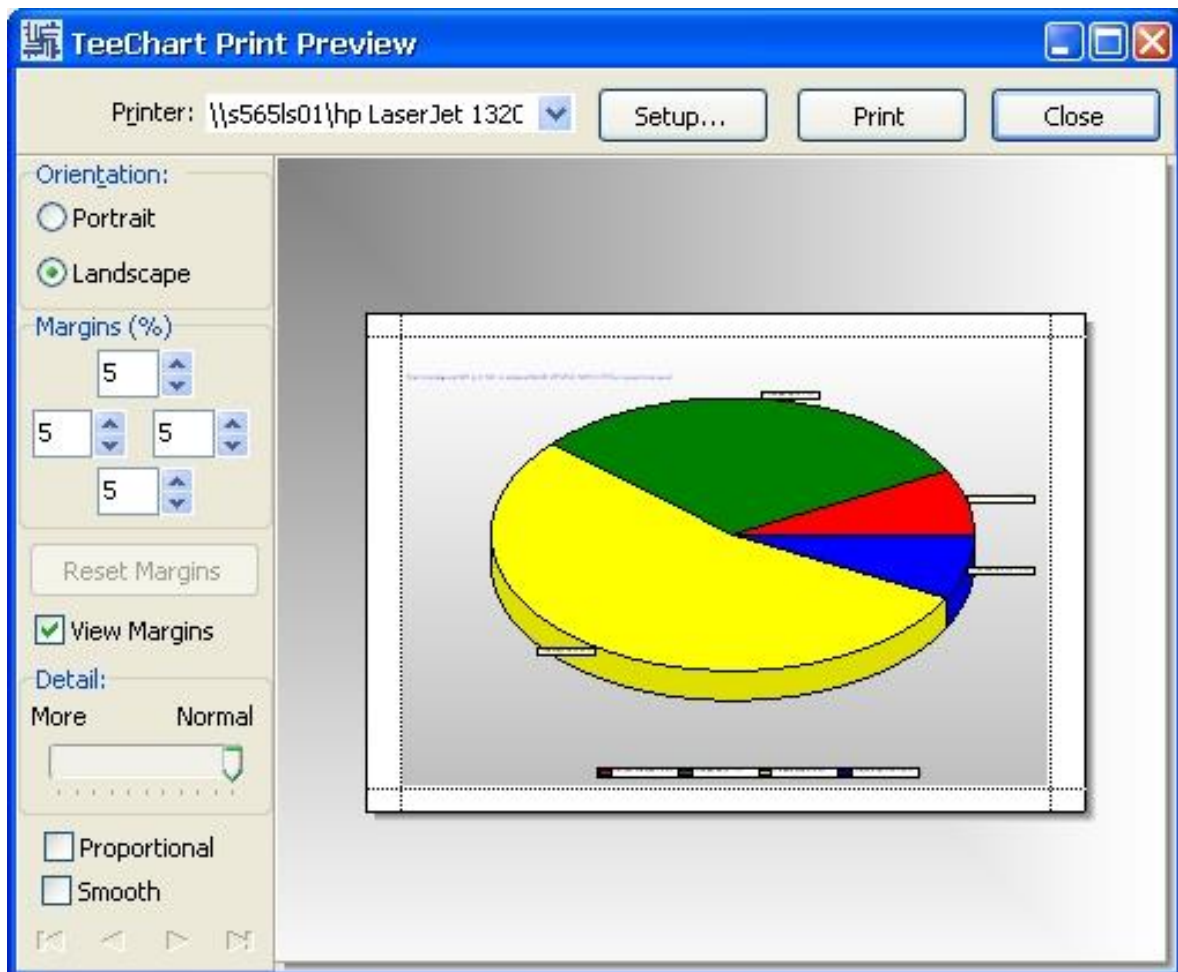 TeeChart Print Preview
Printer: \\s565ls01\hp LaserJet 132 Setup... Print Close
Orientation:
Portrait
Landscape
Margins (%)
5
5 5
5
Reset Margins
View Margins
Detail:
More Normal
Proportional
Smooth